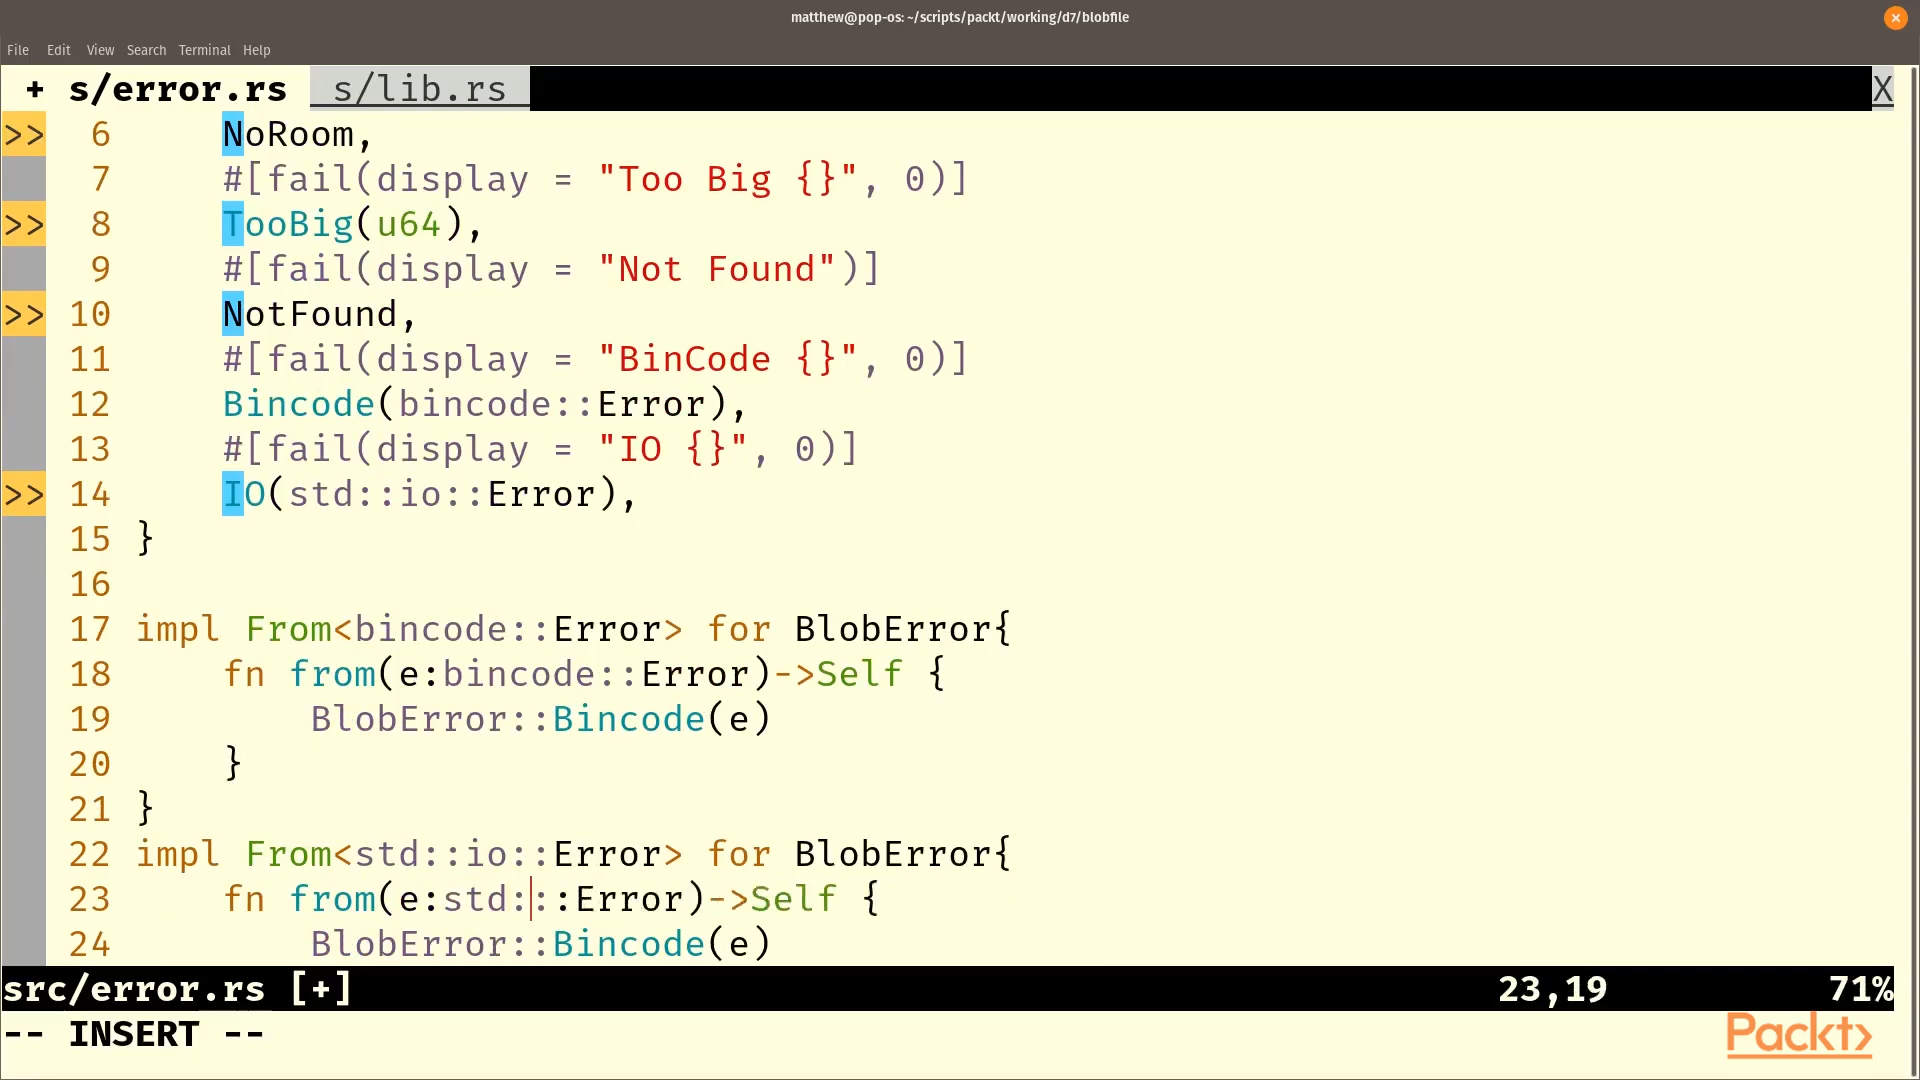 matthew@pop-os: ~/scripts/packt/working/d7/blobfile
File Edit View Search Terminal Help
+ s/error.rs s/lib.rs X
>> 6 NoRoom,
7 #[fail(display = "Too Big {}", 0)]
>> 8 TooBig(u64),
9 #[fail(display = "Not Found")]
>> 10 NotFound,
11 #[fail(display = "BinCode {}", 0)]
12 Bincode(bincode::Error),
13 #[fail(display = "IO {}", 0)]
>> 14 IO(std::io::Error),
15 }
16
17 impl From<bincode::Error> for BlobError{
18 fn from(e:bincode::Error)->Self {
19 BlobError::Bincode(e)
20 }
21 }
22 impl From<std::io::Error> for BlobError{
23 fn from(e:std:::Error)->Self {
24 BlobError::Bincode(e)
src/error.rs [+] 23,19 71%
-- INSERT --
Packt>